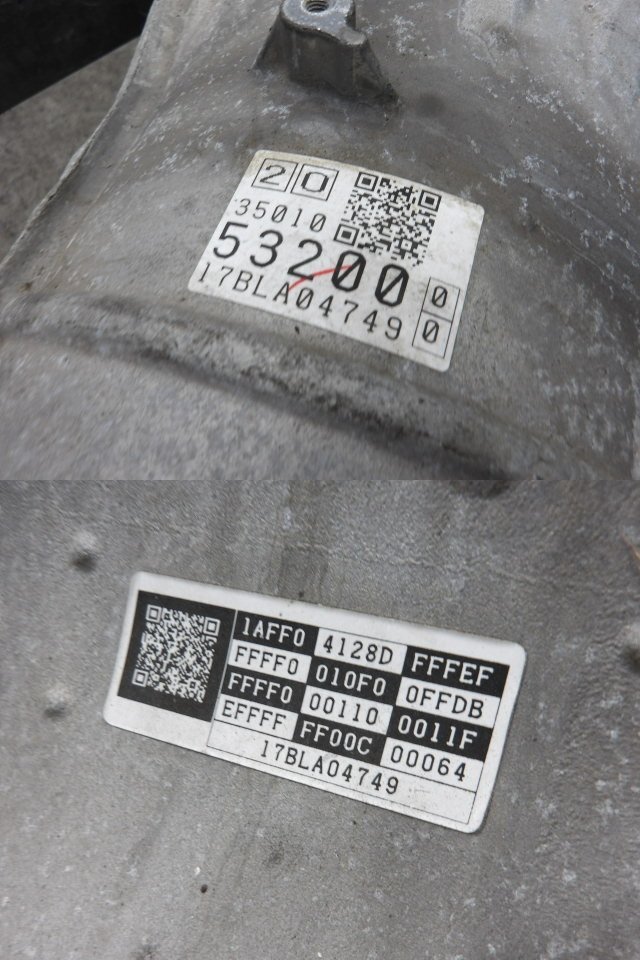 20
35010
53200 0
17BLA04749 0
1AFF0 4128D FFFEF
FFFF0 010F0 0FFDB
FFFF0 00110 0011F
EFFFF FF00C 00064
17BLA04749